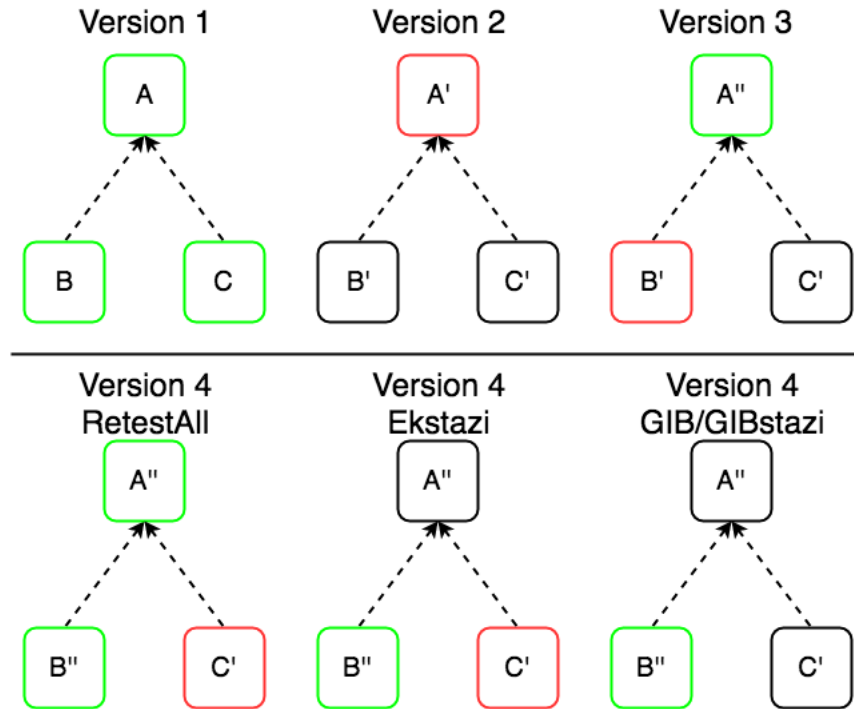 Version 1
Version 2
Version 3
A
A'
A"
B
C
B'
C'
B'
C'
Version 4
RetestAll
Version 4
Ekstazi
Version 4
GIB/GIBstazi
A"
A"
A"
B"
C'
B"
C'
B"
C'